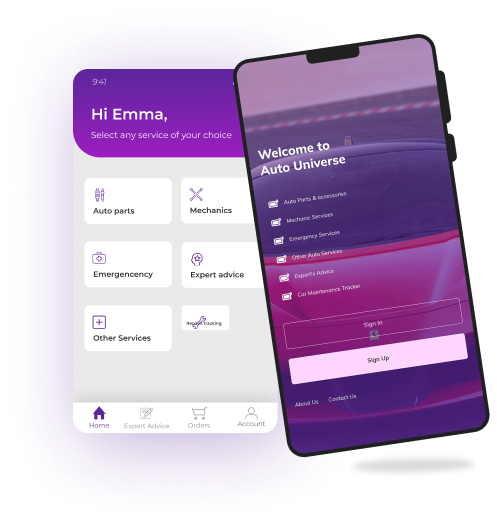 9:41
Hi Emma,
Select any service of your choice
Auto parts
Mechanics
Emergencency
Expert advice
Other Services
Record tracking
Home
Expert Advice
Orders
Account
Welcome to
Auto Universe
Auto Parts & accessories
Mechanic Services
Emergency Services
Other Auto Services
Expert's Advice
Car Maintenance Tracker
Sign In
Sign Up
About Us
Contact Us